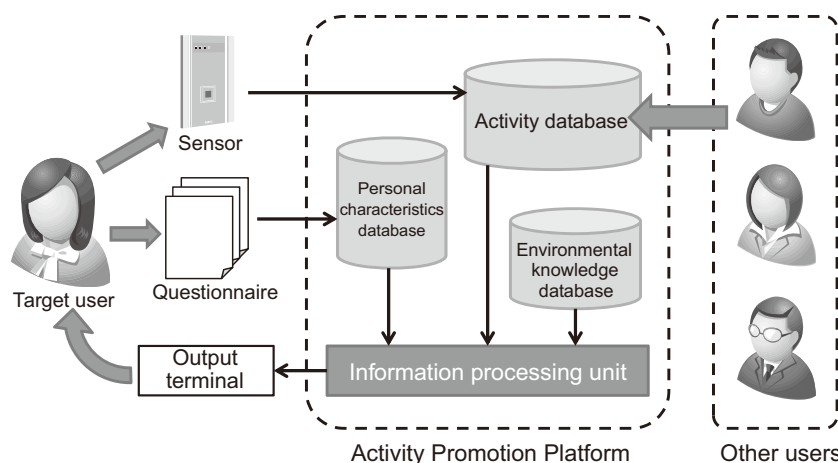 Sensor
Activity database
Personal
characteristics
database
Environmental
knowledge
database
Target user
Questionnaire
Output
terminal
Information processing unit
Activity Promotion Platform
Other users